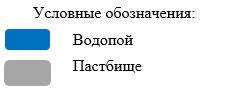 Условные обозначения:
Водопой
Пастбище